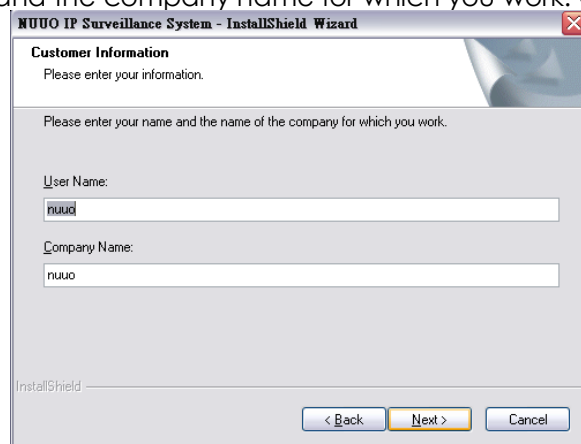 and the company name for which you work.
NUUO IP Surveillance System - InstallShield Wizard
Customer Information
Please enter your information.
Please enter your name and the name of the company for which you work.
User Name:
nuuo
Company Name:
nuuo
InstallShield
< Back Next > Cancel